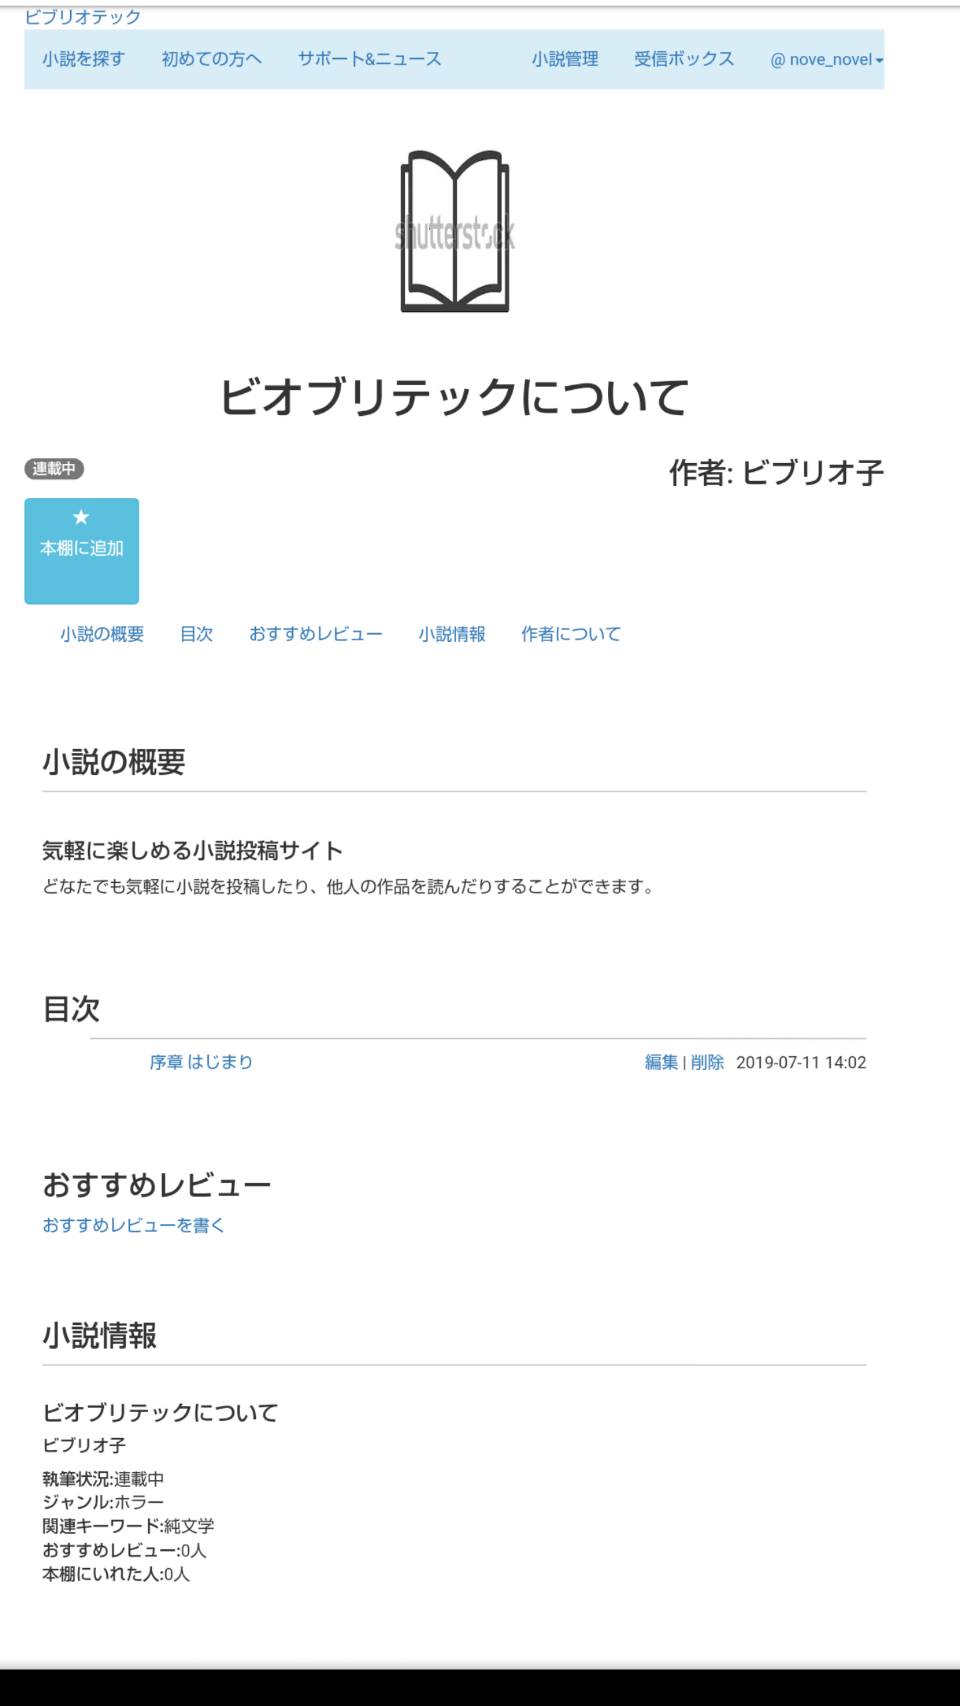 ビブリオテック
小説を探す 初めての方へ サポート&ニュース 小説管理 受信ボックス @ nove_novel
shutterstock
ビオブリテックについて
連載中 作者: ビブリオ子
★
本棚に追加
小説の概要 目次 おすすめレビュー 小説情報 作者について
小説の概要
気軽に楽しめる小説投稿サイト
どなたでも気軽に小説を投稿したり、他人の作品を読んだりすることができます。
目次
序章 はじまり 編集 | 削除 2019-07-11 14:02
おすすめレビュー
おすすめレビューを書く
小説情報
ビオブリテックについて
ビブリオ子
執筆状況:連載中
ジャンル:ホラー
関連キーワード:純文学
おすすめレビュー:0人
本棚にいれた人:0人